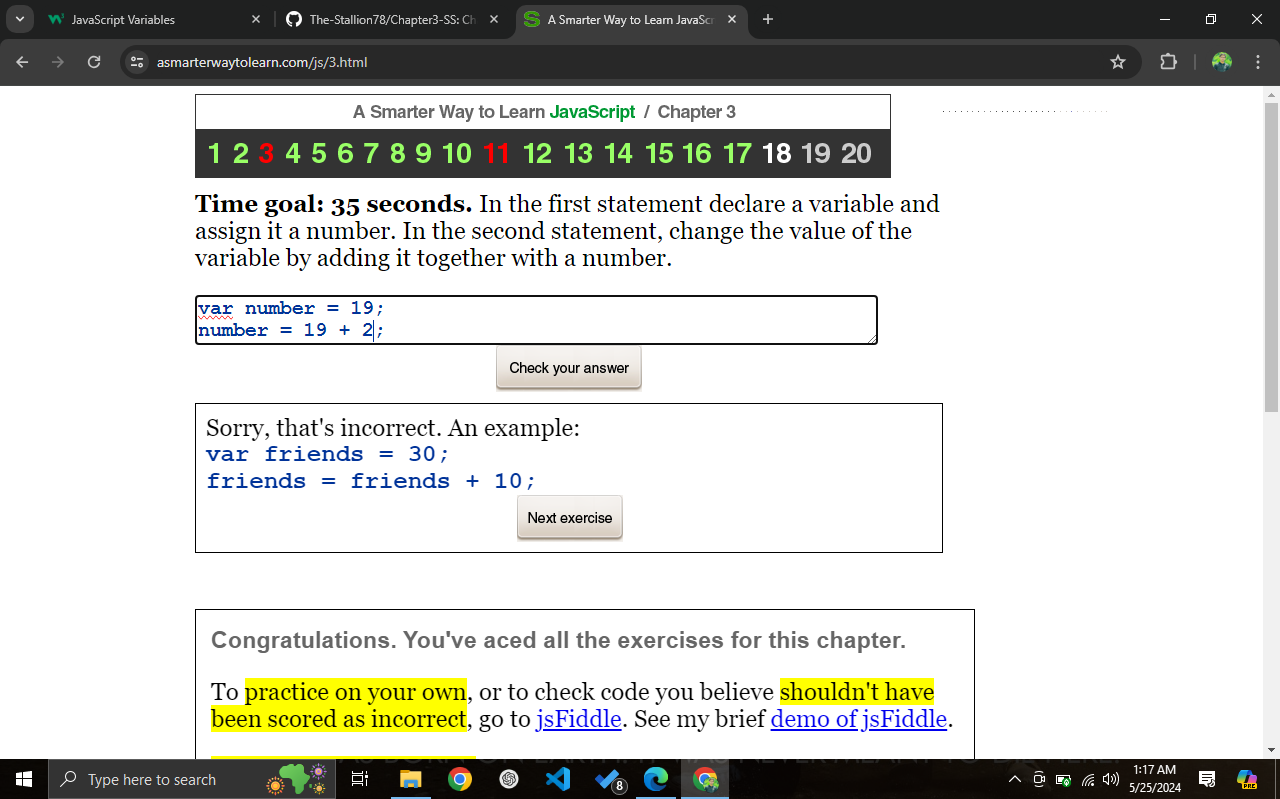 JavaScript Variables
The-Stallion78/Chapter3-SS: Ch
A Smarter Way to Learn JavaScr
asmarterwaytolearn.com/js/3.html
A Smarter Way to Learn JavaScript / Chapter 3
1 2 3 4 5 6 7 8 9 10 11 12 13 14 15 16 17 18 19 20
Time goal: 35 seconds. In the first statement declare a variable and
assign it a number. In the second statement, change the value of the
variable by adding it together with a number.
var number = 19;
number = 19 + 2;
Check your answer
Sorry, that's incorrect. An example:
var friends = 30;
friends = friends + 10;
Next exercise
Congratulations. You've aced all the exercises for this chapter.
To practice on your own, or to check code you believe shouldn't have
been scored as incorrect, go to jsFiddle. See my brief demo of jsFiddle.
Type here to search
8
1:17 AM
5/25/2024
PRE